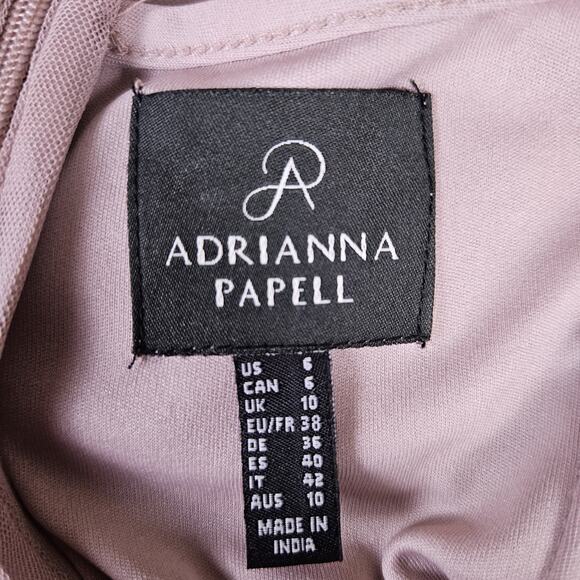 AP
ADRIANNA
PAPELL
US 6
CAN 6
UK 10
EU/FR 38
DE 36
ES 40
IT 42
AUS 10
MADE IN
INDIA